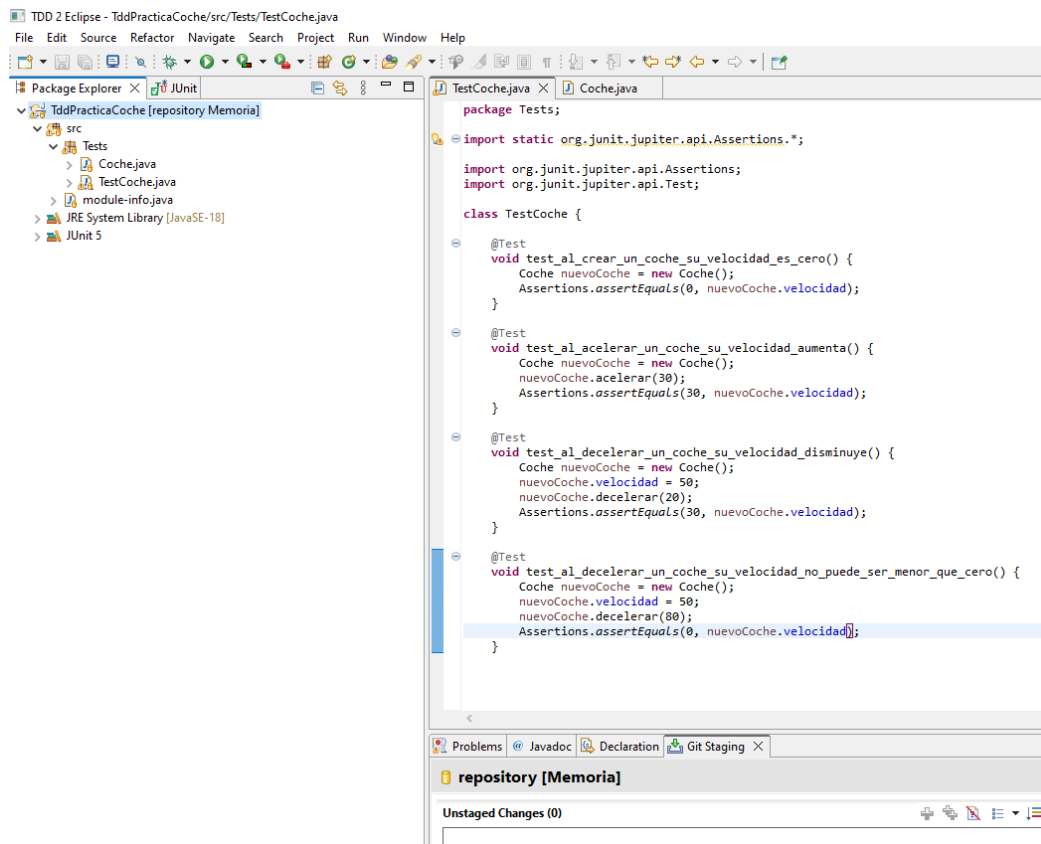 TDD 2 Eclipse - TddPracticaCoche/src/Tests/TestCoche.java
File Edit Source Refactor Navigate Search Project Run Window Help
Package Explorer JUnit
TddPracticaCoche [repository Memoria]
src
Tests
Coche.java
TestCoche.java
module-info.java
JRE System Library [JavaSE-18]
JUnit 5
TestCoche.java Coche.java
package Tests;
import static org.junit.jupiter.api.Assertions.*;
import org.junit.jupiter.api.Assertions;
import org.junit.jupiter.api.Test;
class TestCoche {
@Test
void test_al_crear_un_coche_su_velocidad_es_cero() {
Coche nuevoCoche = new Coche();
Assertions.assertEquals(0, nuevoCoche.velocidad);
}
@Test
void test_al_acelerar_un_coche_su_velocidad_aumenta() {
Coche nuevoCoche = new Coche();
nuevoCoche.acelerar(30);
Assertions.assertEquals(30, nuevoCoche.velocidad);
}
@Test
void test_al_decelerar_un_coche_su_velocidad_disminuye() {
Coche nuevoCoche = new Coche();
nuevoCoche.velocidad = 50;
nuevoCoche.decelerar(20);
Assertions.assertEquals(30, nuevoCoche.velocidad);
}
@Test
void test_al_decelerar_un_coche_su_velocidad_no_puede_ser_menor_que_cero() {
Coche nuevoCoche = new Coche();
nuevoCoche.velocidad = 50;
nuevoCoche.decelerar(80);
Assertions.assertEquals(0, nuevoCoche.velocidad);
}
Problems Javadoc Declaration Git Staging
repository [Memoria]
Unstaged Changes (0)